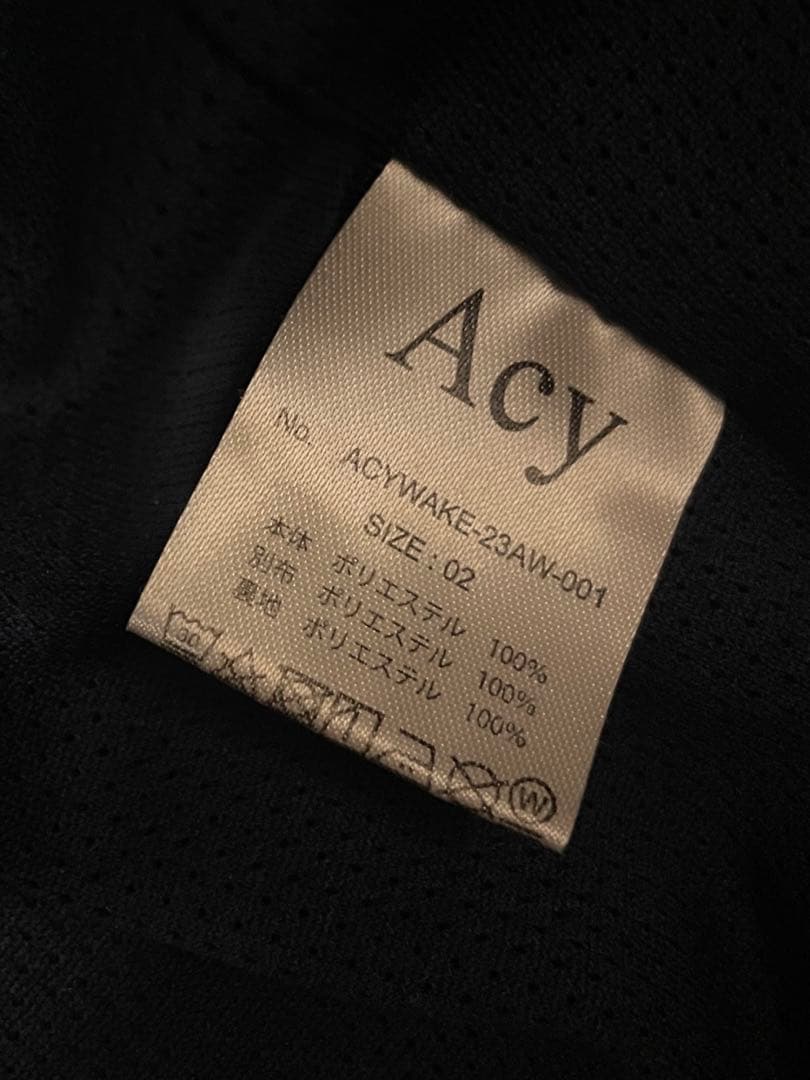 Acy
No. ACYWAKE-23AW-001
SIZE : 02
本体 ポリエステル 100%
別布 ポリエステル 100%
裏地 ポリエステル 100%
W